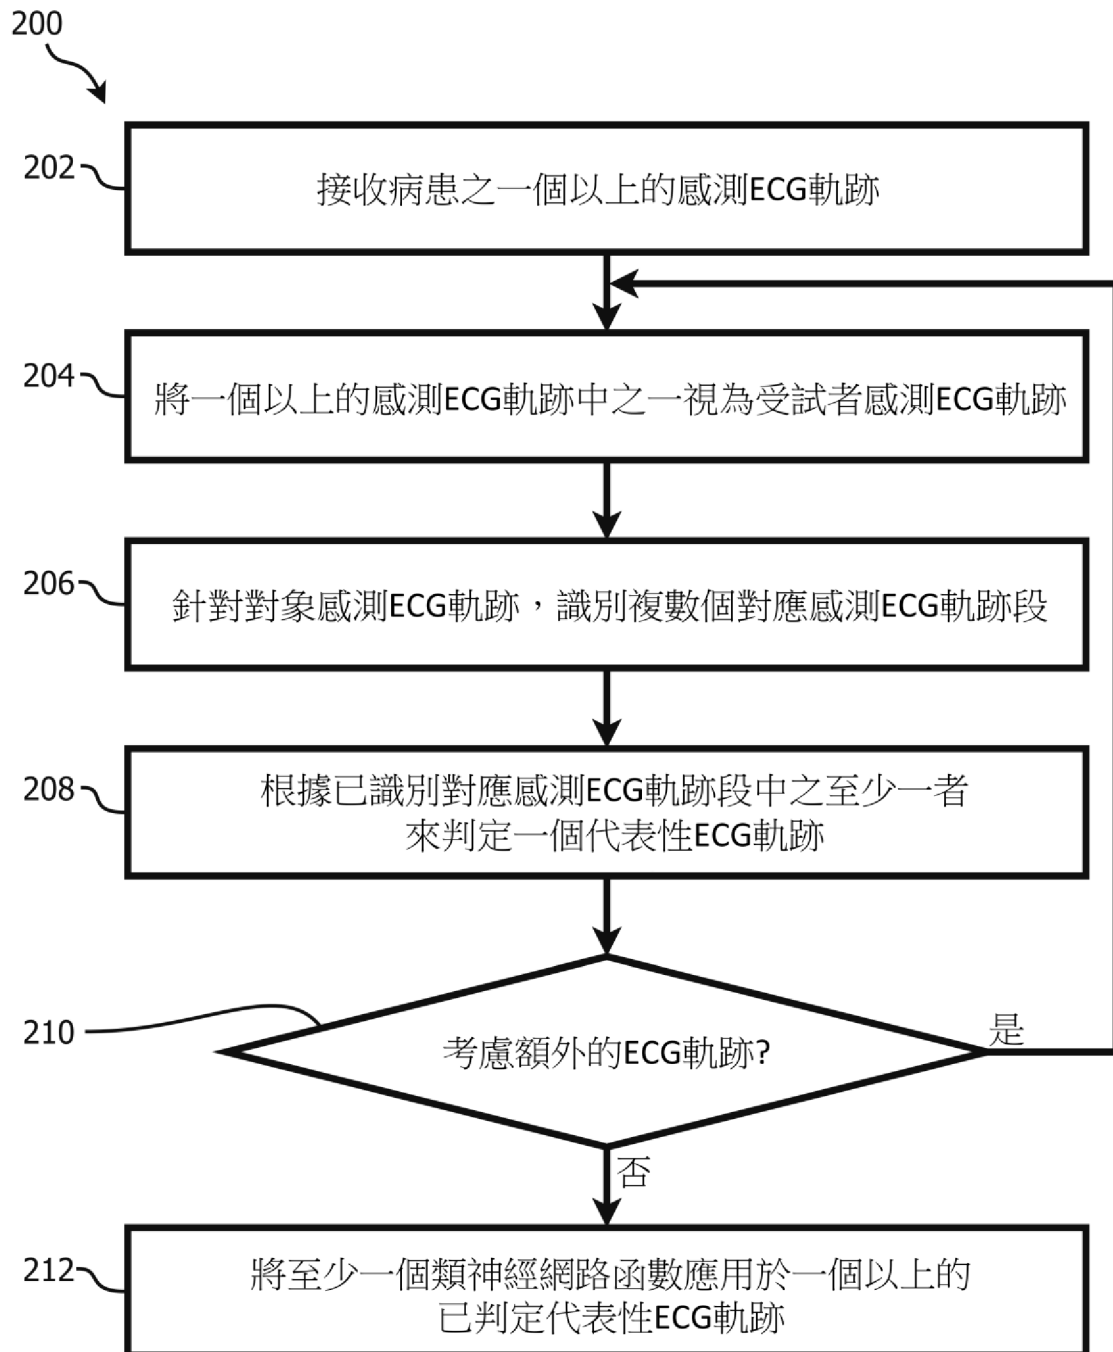 200
202
接收病患之一個以上的感測ECG軌跡
204
將一個以上的感測ECG軌跡中之一視為受試者感測ECG軌跡
206
針對對象感測ECG軌跡，識別複數個對應感測ECG軌跡段
208
根據已識別對應感測ECG軌跡段中之至少一者
來判定一個代表性ECG軌跡
210
考慮額外的ECG軌跡?
是
否
212
將至少一個類神經網路函數應用於一個以上的
已判定代表性ECG軌跡